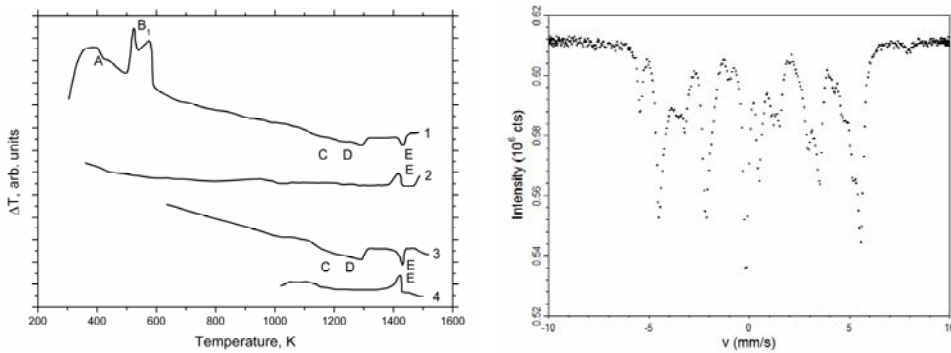 B1
A
1
C D E
E
2
3
C D E
E
4
ΔT, arb. units
200 400 600 800 1000 1200 1400 1600
Temperature, K
0.62
0.60
0.58
0.56
0.54
0.52
Intensity (10⁶ cts)
-10 -5 0 5 10
v (mm/s)